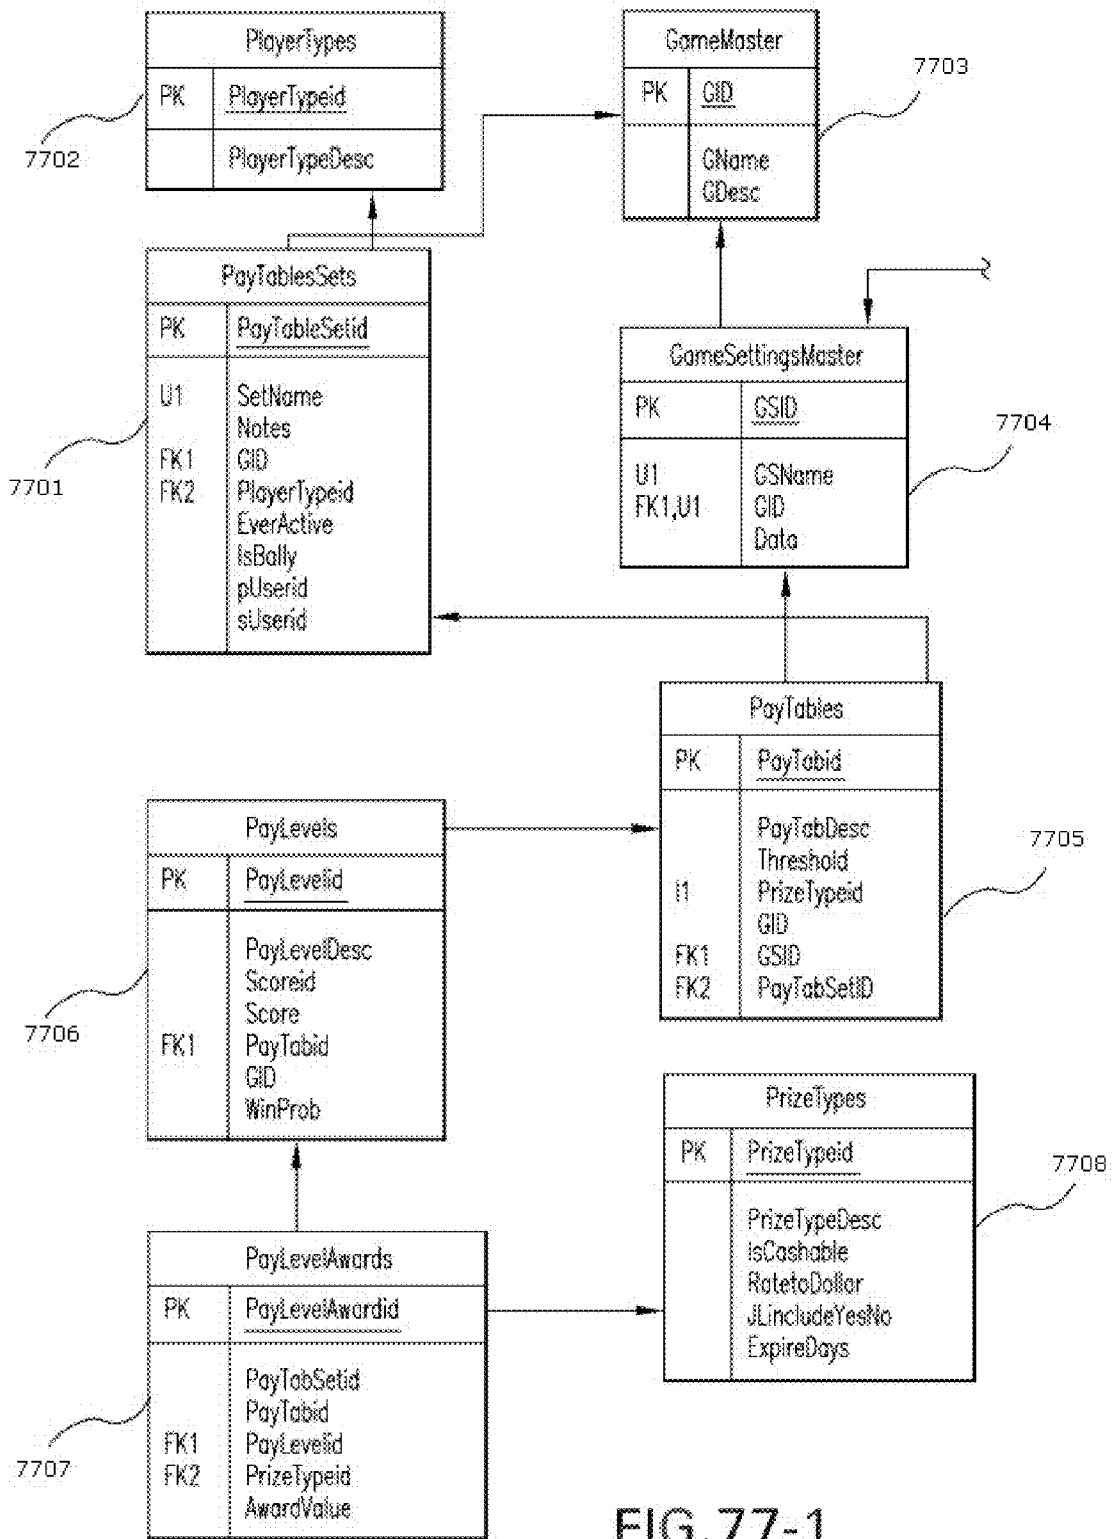 PlayerTypes
PK PlayerTypeid
PlayerTypeDesc
7702
GameMaster
PK GID
GName
GDesc
7703
PayTablesSets
PK PayTableSetid
U1 SetName
Notes
FK1 GID
FK2 PlayerTypeid
EverActive
IsBally
pUserid
sUserid
7701
GameSettingsMaster
PK GSID
U1 GSName
FK1,U1 GID
Data
7704
PayTables
PK PayTabid
PayTabDesc
Threshold
I1 PrizeTypeid
GID
FK1 GSID
FK2 PayTabSetID
7705
PayLevels
PK PayLevelid
PayLevelDesc
Scoreid
Score
FK1 PayTabid
GID
WinProb
7706
PrizeTypes
PK PrizeTypeid
PrizeTypeDesc
isCashable
RatetoDollar
JLincludeYesNo
ExpireDays
7708
PayLevelAwards
PK PayLevelAwardid
PayTabSetid
PayTabid
FK1 PayLevelid
FK2 PrizeTypeid
AwardValue
7707
FIG.77-1